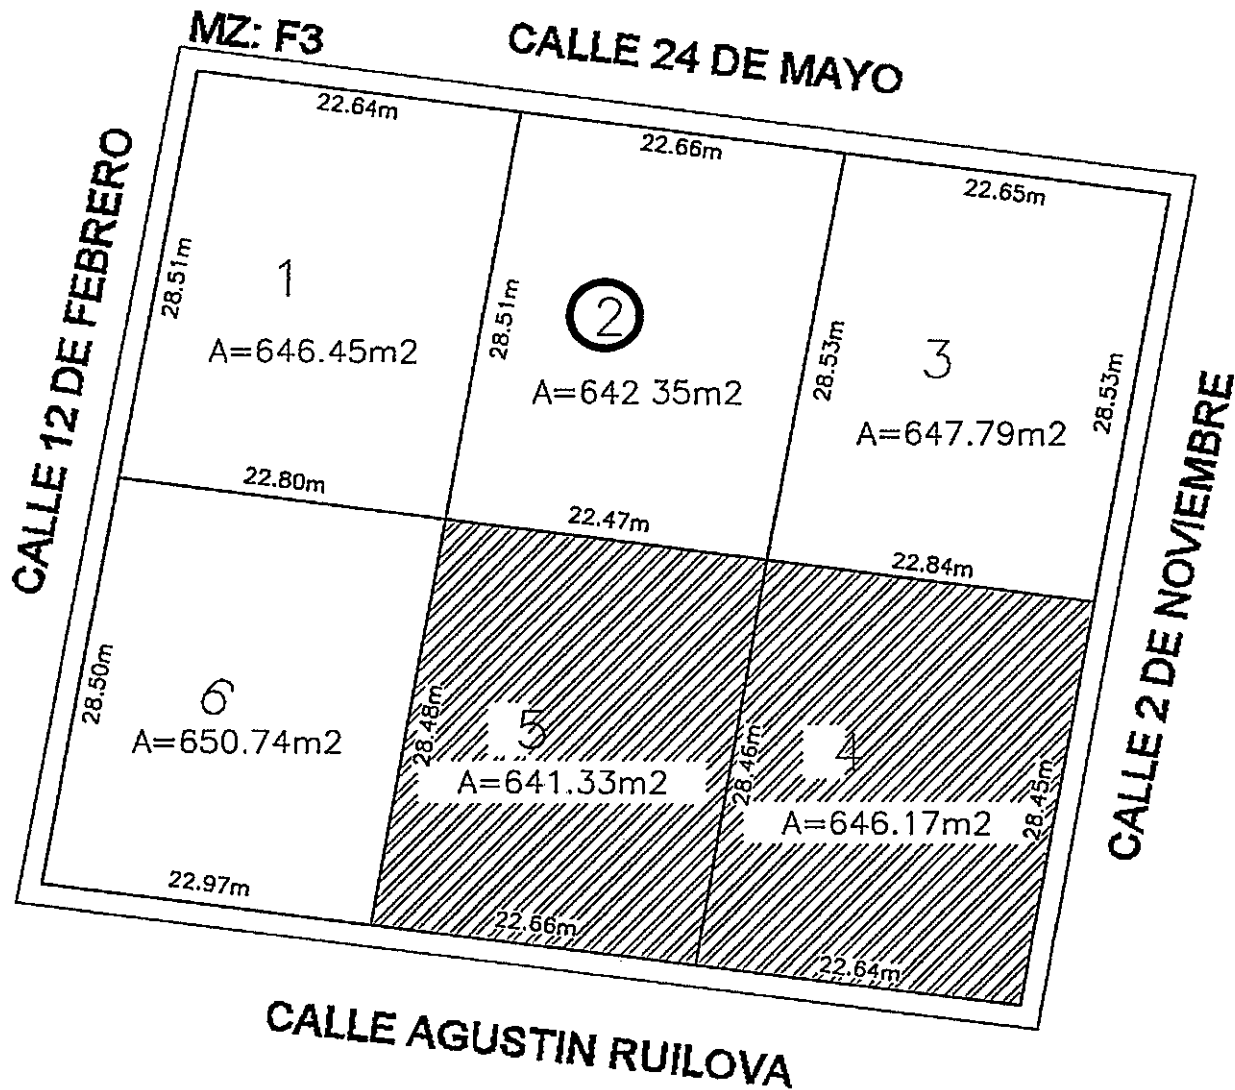 MZ: F3
CALLE 24 DE MAYO
22.64m
22.66m
22.65m
CALLE 12 DE FEBRERO
28.51m
1
A=646.45m2
28.51m
2
A=642 35m2
28.53m
3
A=647.79m2
28.53m
CALLE 2 DE NOVIEMBRE
22.80m
22.47m
22.84m
28.50m
6
A=650.74m2
28.48m
5
A=641.33m2
28.46m
4
A=646.17m2
28.45m
22.97m
22.66m
22.64m
CALLE AGUSTIN RUILOVA